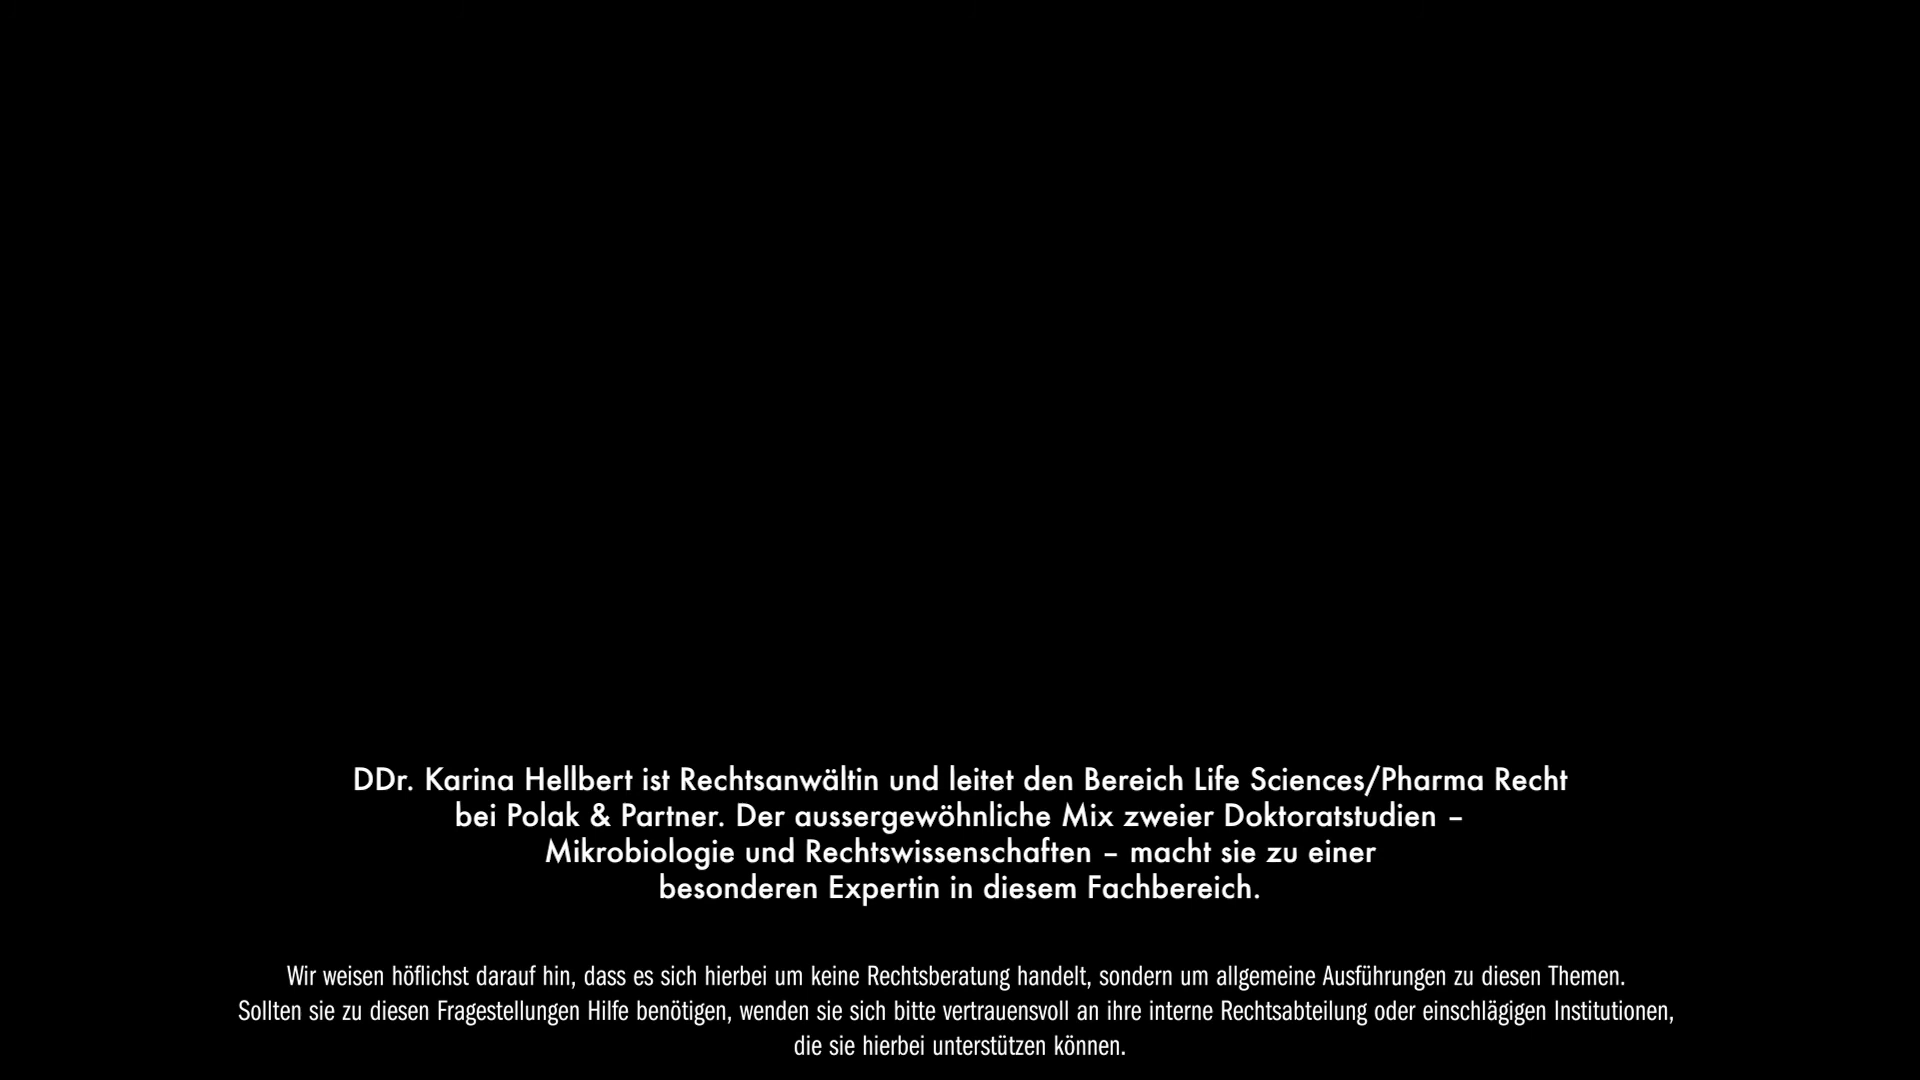 DDr. Karina Hellbert ist Rechtsanwältin und leitet den Bereich Life Sciences/Pharma Recht
bei Polak & Partner. Der aussergewöhnliche Mix zweier Doktoratstudien –
Mikrobiologie und Rechtswissenschaften – macht sie zu einer
besonderen Expertin in diesem Fachbereich.
Wir weisen höflichst darauf hin, dass es sich hierbei um keine Rechtsberatung handelt, sondern um allgemeine Ausführungen zu diesen Themen.
Sollten sie zu diesen Fragestellungen Hilfe benötigen, wenden sie sich bitte vertrauensvoll an ihre interne Rechtsabteilung oder einschlägigen Institutionen,
die sie hierbei unterstützen können.